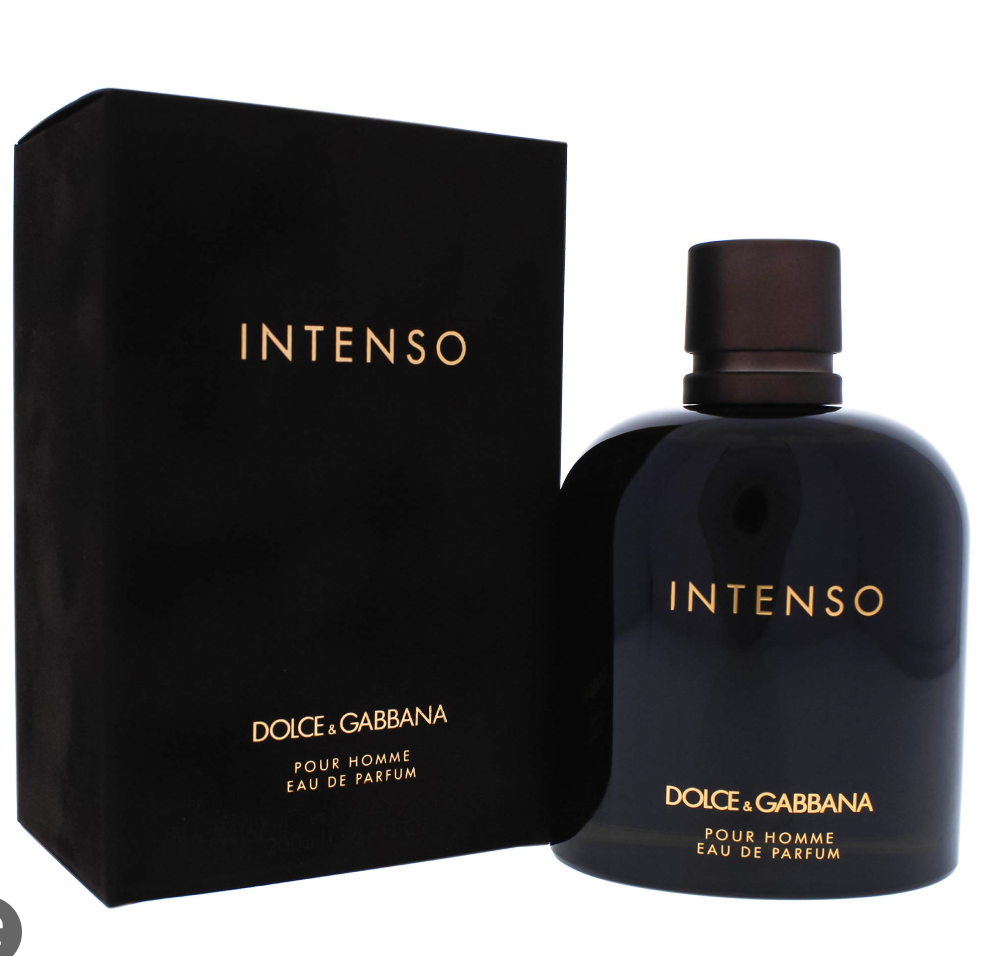 INTENSO
DOLCE & GABBANA
POUR HOMME
EAU DE PARFUM
INTENSO
DOLCE & GABBANA
POUR HOMME
EAU DE PARFUM